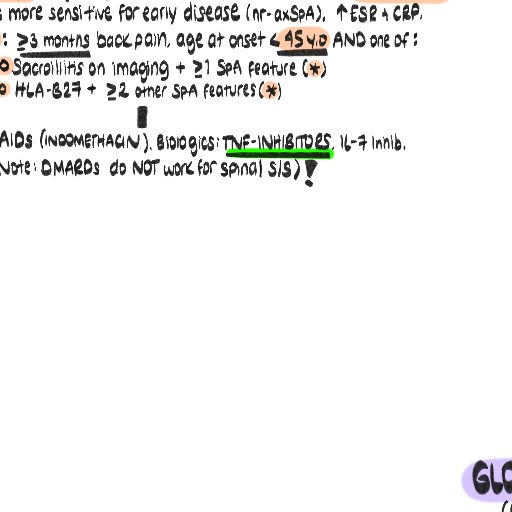 s more sensitive for early disease (nr-axSpA), ↑ESR & CRP.
: ≥3 months back pain, age at onset < 45 y.o AND one of :
o Sacroiliitis on imaging + ≥1 SpA feature (*)
o HLA-B27 + ≥2 other SpA features (*)
AIDs (INDOMETHACIN). Biologics: TNF-INHIBITORS, IL-7 Inhib.
Note: DMARDs do NOT work for spinal S/S) !
GLO
(